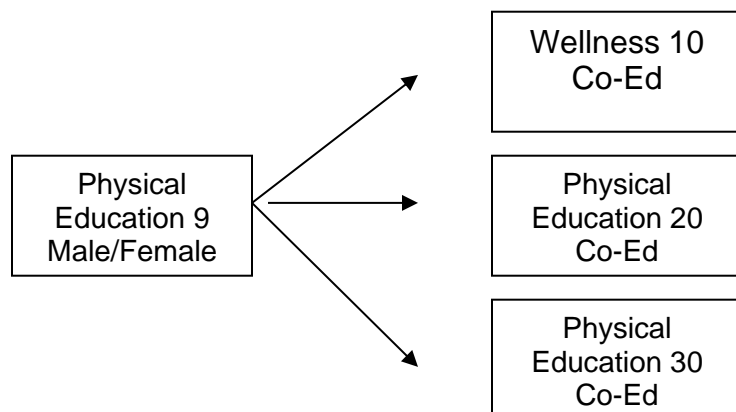 Wellness 10
Co-Ed
Physical
Education 9
Male/Female
Physical
Education 20
Co-Ed
Physical
Education 30
Co-Ed